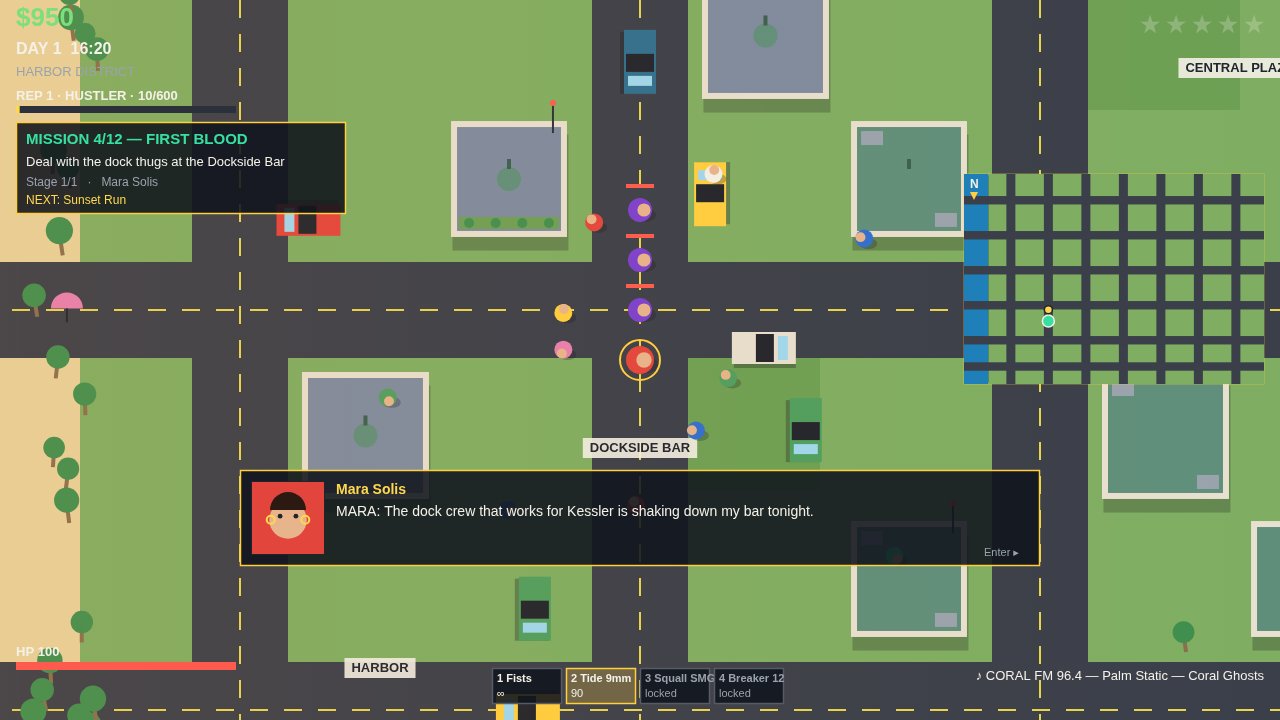 $950
DAY 1 16:20
HARBOR DISTRICT
REP 1 · HUSTLER · 10/600
★★★★★
CENTRAL PLAZ
MISSION 4/12 — FIRST BLOOD
Deal with the dock thugs at the Dockside Bar
Stage 1/1 · Mara Solis
NEXT: Sunset Run
N
DOCKSIDE BAR
Mara Solis
MARA: The dock crew that works for Kessler is shaking down my bar tonight.
Enter ▸
HP 100
HARBOR
1 Fists
∞
2 Tide 9mm
90
3 Squall SMG
locked
4 Breaker 12
locked
♪ CORAL FM 96.4 — Palm Static — Coral Ghosts